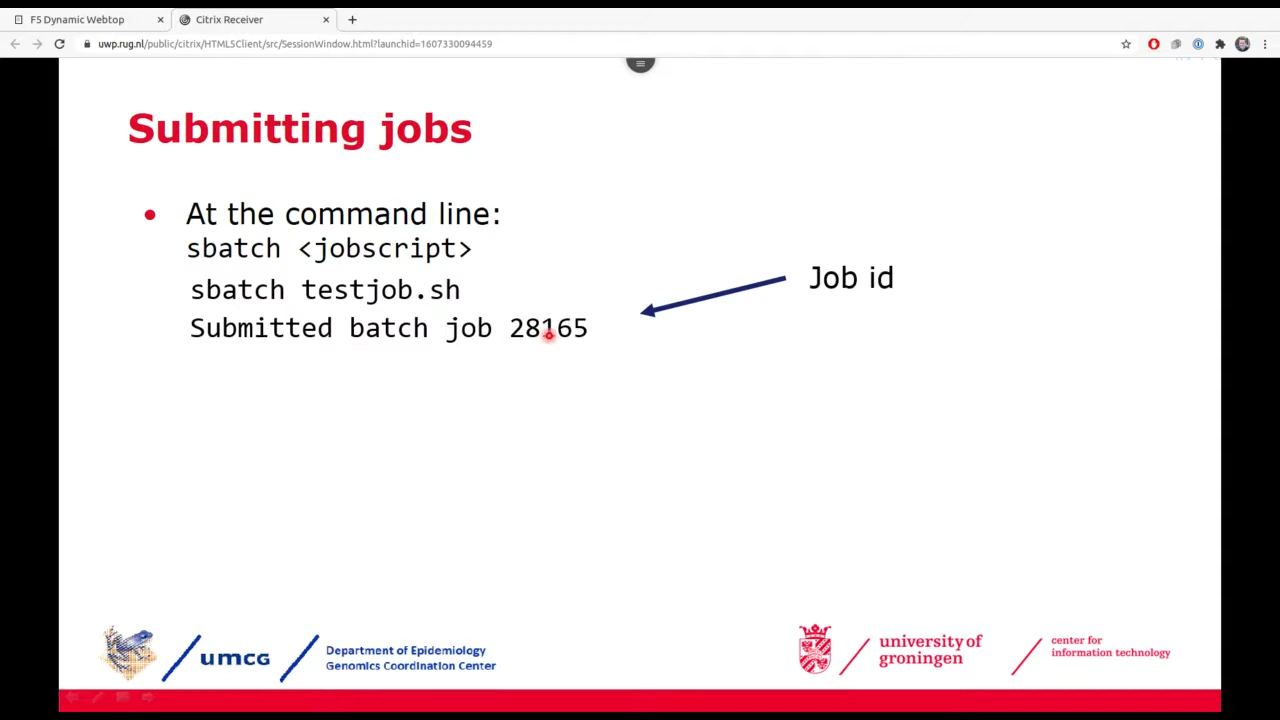 F5 Dynamic Webtop
Citrix Receiver
uwp.rug.nl/public/citrix/HTML5Client/src/SessionWindow.html?launchid=1607330094459
Submitting jobs
• At the command line:
sbatch <jobscript>
sbatch testjob.sh
Job id
Submitted batch job 28165
umcg
Department of Epidemiology
Genomics Coordination Center
university of
groningen
center for
information technology